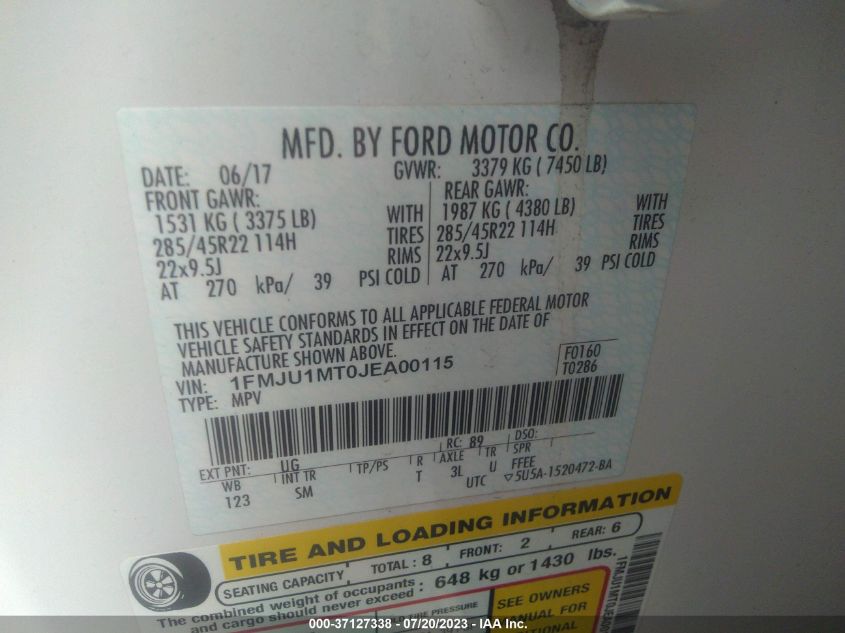 MFD. BY FORD MOTOR CO.
DATE: 06/17 GVWR: 3379 KG ( 7450 LB)
FRONT GAWR: REAR GAWR:
1531 KG ( 3375 LB) WITH 1987 KG ( 4380 LB) WITH
285/45R22 114H TIRES 285/45R22 114H TIRES
22x9.5J RIMS 22x9.5J RIMS
AT 270 kPa/ 39 PSI COLD AT 270 kPa/ 39 PSI COLD
THIS VEHICLE CONFORMS TO ALL APPLICABLE FEDERAL MOTOR
VEHICLE SAFETY STANDARDS IN EFFECT ON THE DATE OF
MANUFACTURE SHOWN ABOVE.
VIN: 1FMJU1MT0JEA00115 F0160
TYPE: MPV T0286
EXT PNT: UG RC: 89 DSO:
WB INT TR TP/PS R AXLE TR SPR
123 SM T 3L U FFEE
UTC ▽5U5A-1520472-BA
TIRE AND LOADING INFORMATION
SEATING CAPACITY TOTAL : 8 FRONT: 2 REAR: 6
The combined weight of occupants and cargo should never exceed : 648 kg or 1430 lbs.
TIRE PRESSURE
SEE OWNERS
MANUAL FOR
000-37127338 - 07/20/2023 - IAA Inc.